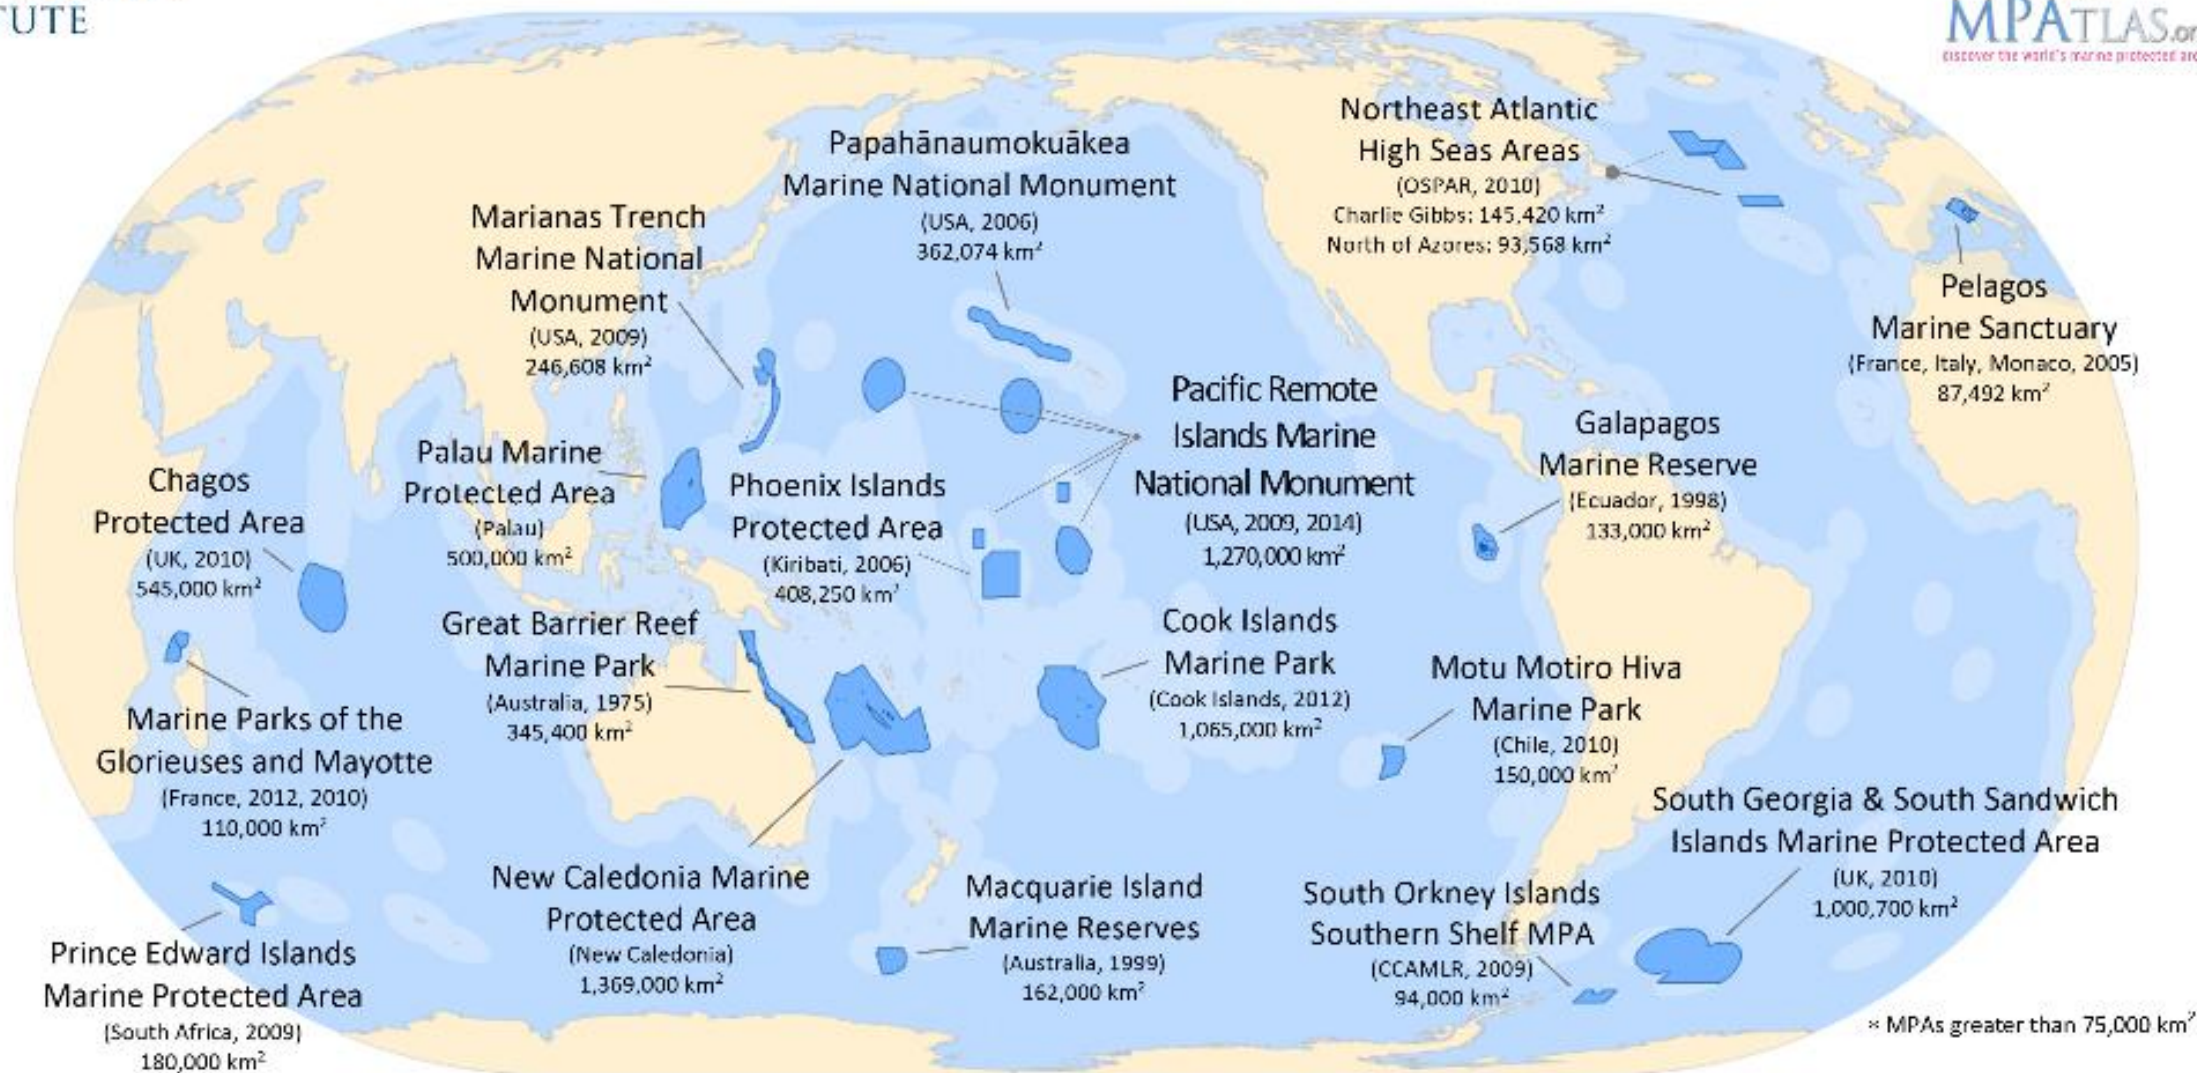 MPATLAS.or
discover the world's marine protected are
Northeast Atlantic
High Seas Areas
(OSPAR, 2010)
Charlie Gibbs: 145,420 km²
North of Azores: 93,568 km²
Papahānaumokuākea
Marine National Monument
(USA, 2006)
362,074 km²
Marianas Trench
Marine National
Monument
(USA, 2009)
246,608 km²
Pelagos
Marine Sanctuary
(France, Italy, Monaco, 2005)
87,492 km²
Pacific Remote
Islands Marine
National Monument
(USA, 2009, 2014)
1,270,000 km²
Galapagos
Marine Reserve
(Ecuador, 1998)
133,000 km²
Palau Marine
Protected Area
(Palau)
500,000 km²
Chagos
Protected Area
(UK, 2010)
545,000 km²
Phoenix Islands
Protected Area
(Kiribati, 2006)
408,250 km²
Great Barrier Reef
Marine Park
(Australia, 1975)
345,400 km²
Cook Islands
Marine Park
(Cook Islands, 2012)
1,065,000 km²
Motu Motiro Hiva
Marine Park
(Chile, 2010)
150,000 km²
Marine Parks of the
Glorieuses and Mayotte
(France, 2012, 2010)
110,000 km²
South Georgia & South Sandwich
Islands Marine Protected Area
(UK, 2010)
1,000,700 km²
New Caledonia Marine
Protected Area
(New Caledonia)
1,369,000 km²
Macquarie Island
Marine Reserves
(Australia, 1999)
162,000 km²
South Orkney Islands
Southern Shelf MPA
(CCAMLR, 2009)
94,000 km²
Prince Edward Islands
Marine Protected Area
(South Africa, 2009)
180,000 km²
* MPAs greater than 75,000 km²